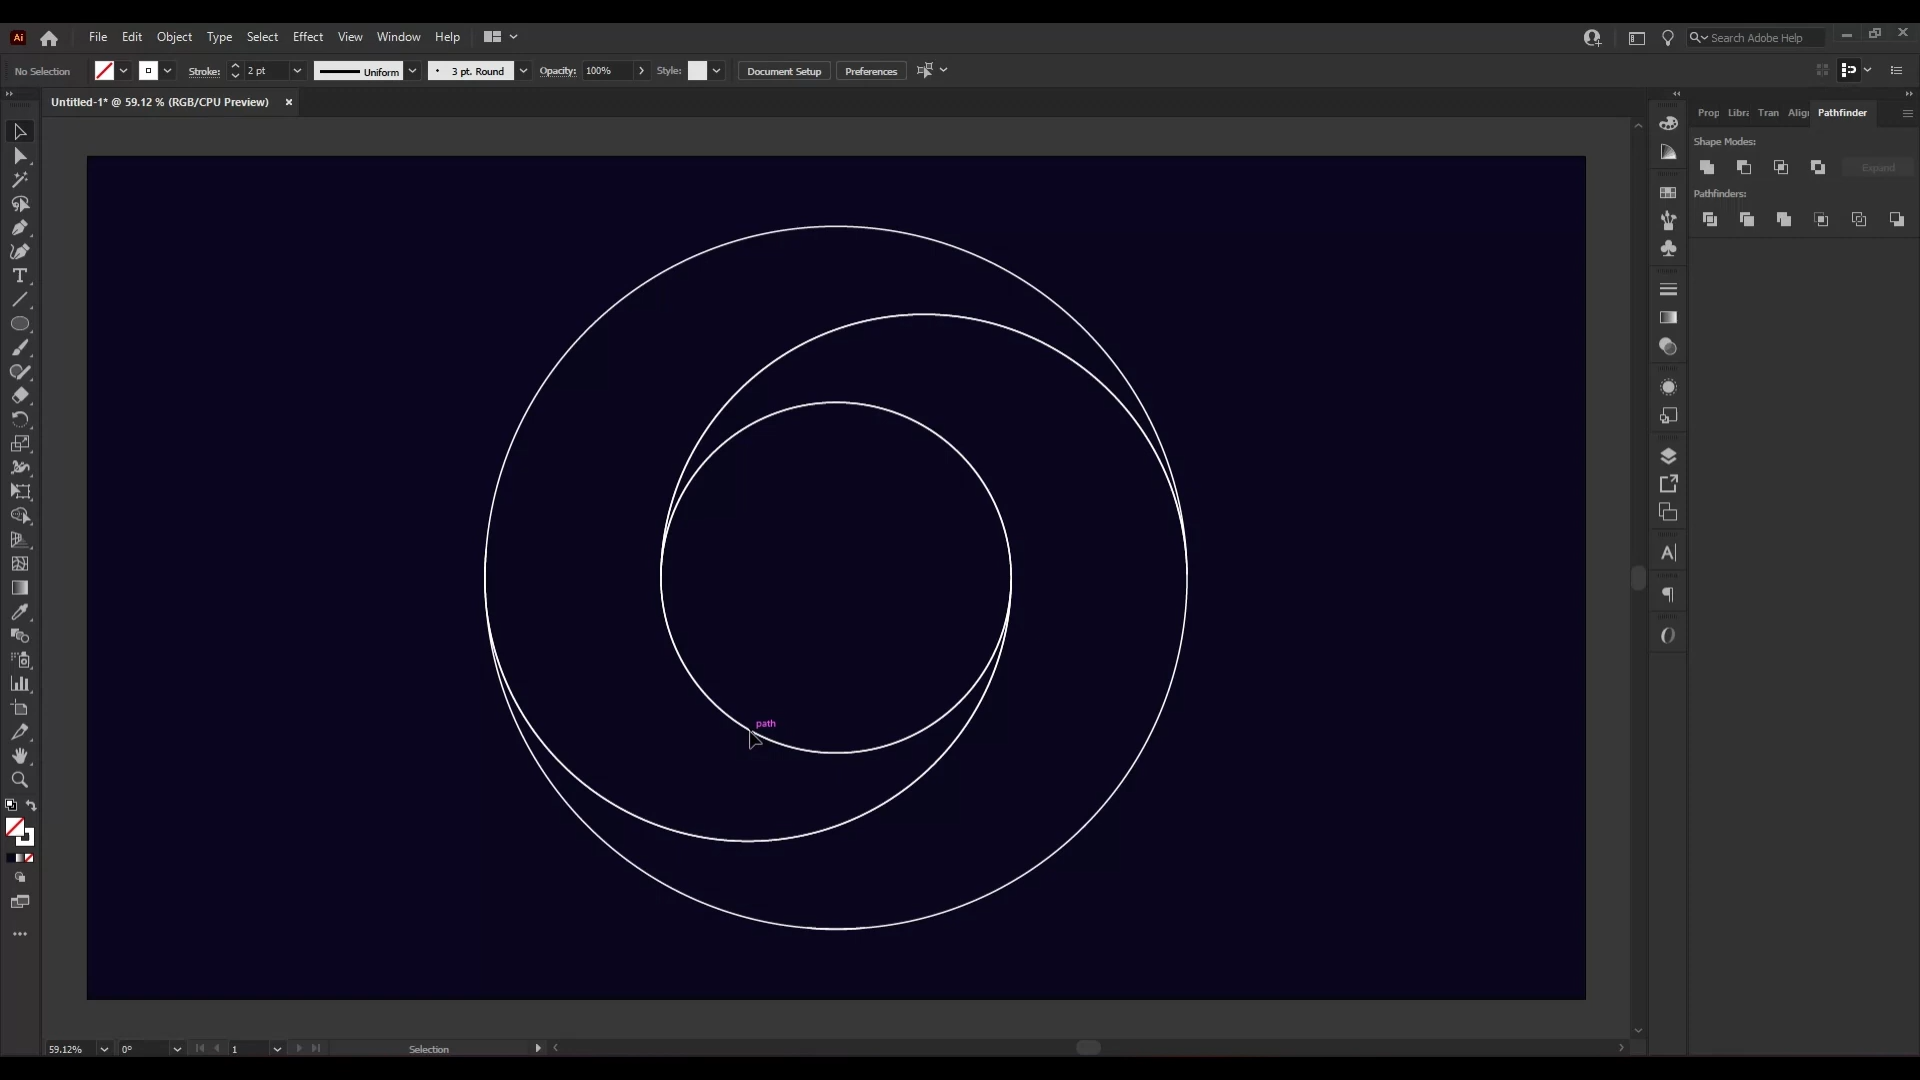 Ai File Edit Object Type Select Effect View Window Help Search Adobe Help
No Selection Stroke: 2 pt Uniform 3 pt. Round Opacity: 100% Style: Document Setup Preferences
Untitled-1* @ 59.12 % (RGB/CPU Preview)
Prop Libra Tran Align Pathfinder
Shape Modes:
Expand
Pathfinders:
path
59.12% 0° 1 Selection